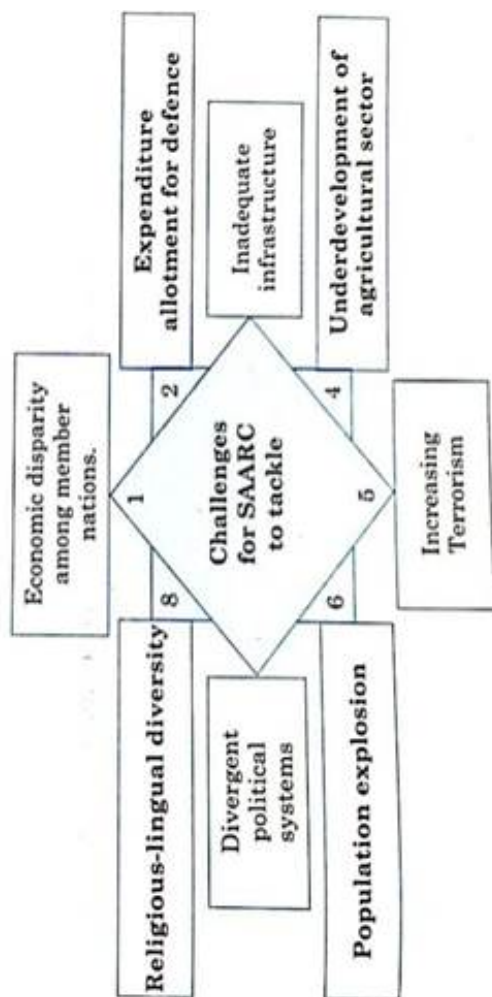 Economic disparity
among member
nations.
1
Religious-lingual diversity
8
2
Expenditure
allotment for defence
Divergent
political
systems
Challenges
for SAARC
to tackle
Inadequate
infrastructure
Population explosion
6
5
4
Underdevelopment of
agricultural sector
Increasing
Terrorism